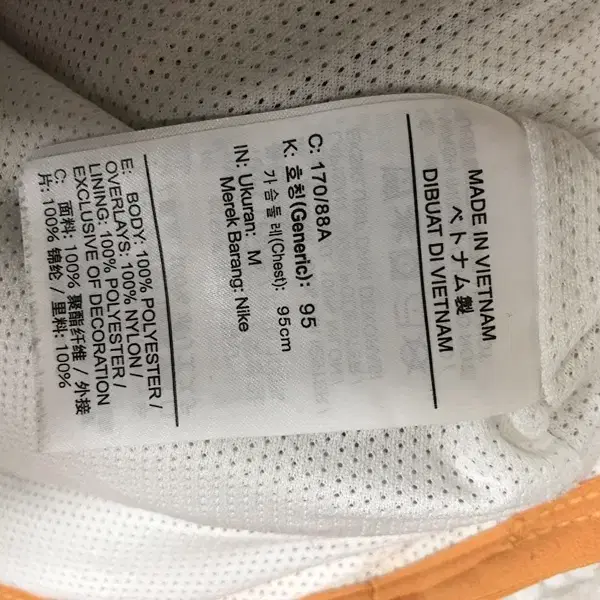 MADE IN VIETNAM
ベトナム製
DIBUAT DI VIETNAM
C: 170/88A
K: 호칭(Generic): 95
가슴둘레(Chest): 95cm
IN: Ukuran: M
Merek Barang: Nike
E: BODY: 100% POLYESTER /
OVERLAYS: 100% NYLON /
LINING: 100% POLYESTER /
EXCLUSIVE OF DECORATION
C: 面料: 100% 聚酯纤维 / 外接
片: 100% 锦纶 / 里料: 100%